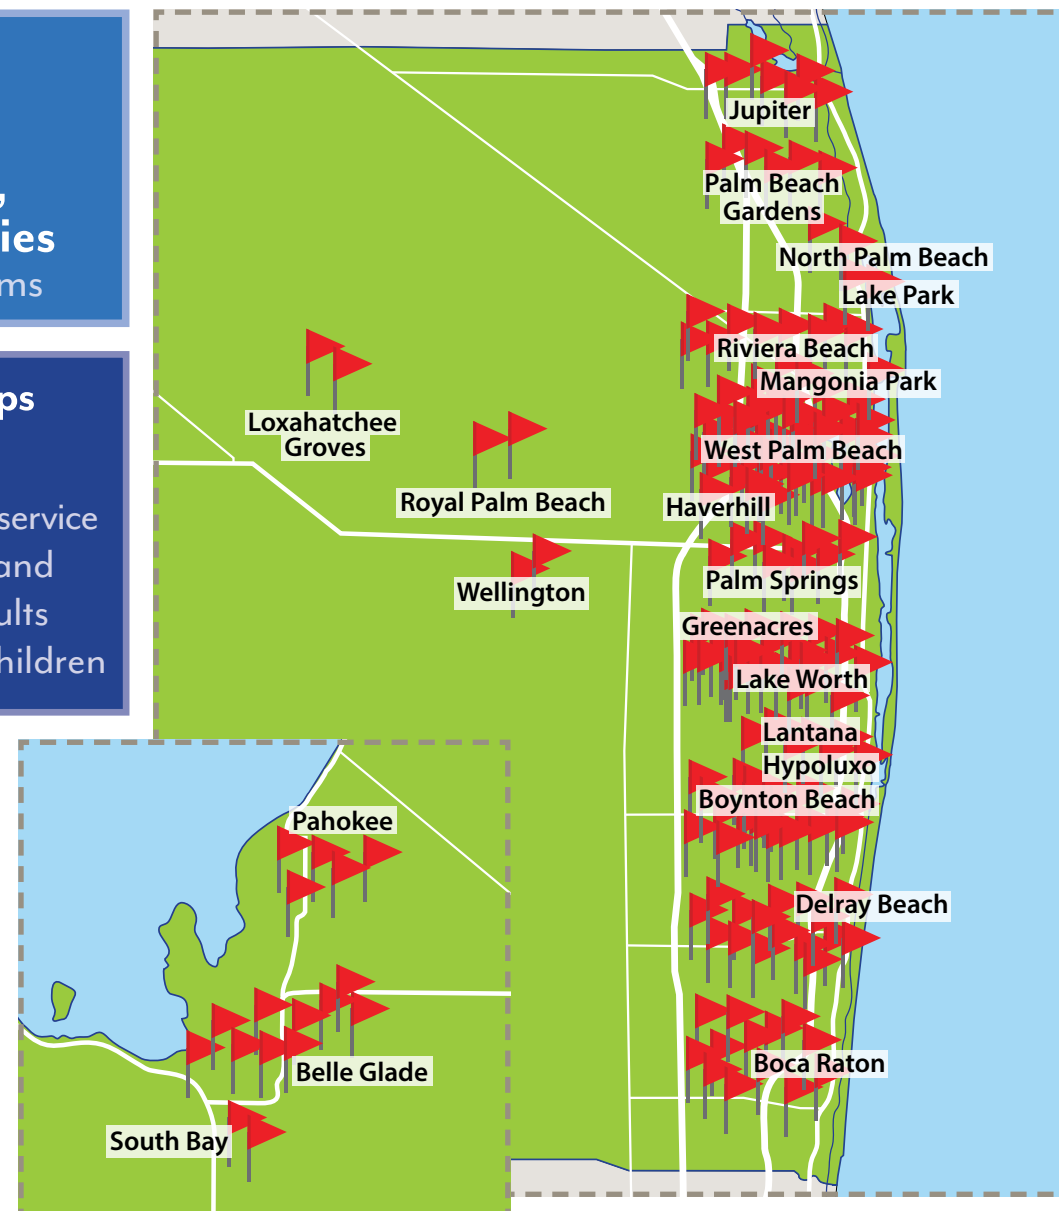 ,
ies
ms
ps
service
and
ults
hildren
Jupiter
Palm Beach
Gardens
North Palm Beach
Lake Park
Riviera Beach
Mangonia Park
Loxahatchee
Groves
West Palm Beach
Royal Palm Beach
Haverhill
Palm Springs
Wellington
Greenacres
Lake Worth
Lantana
Hypoluxo
Boynton Beach
Pahokee
Delray Beach
Boca Raton
Belle Glade
South Bay